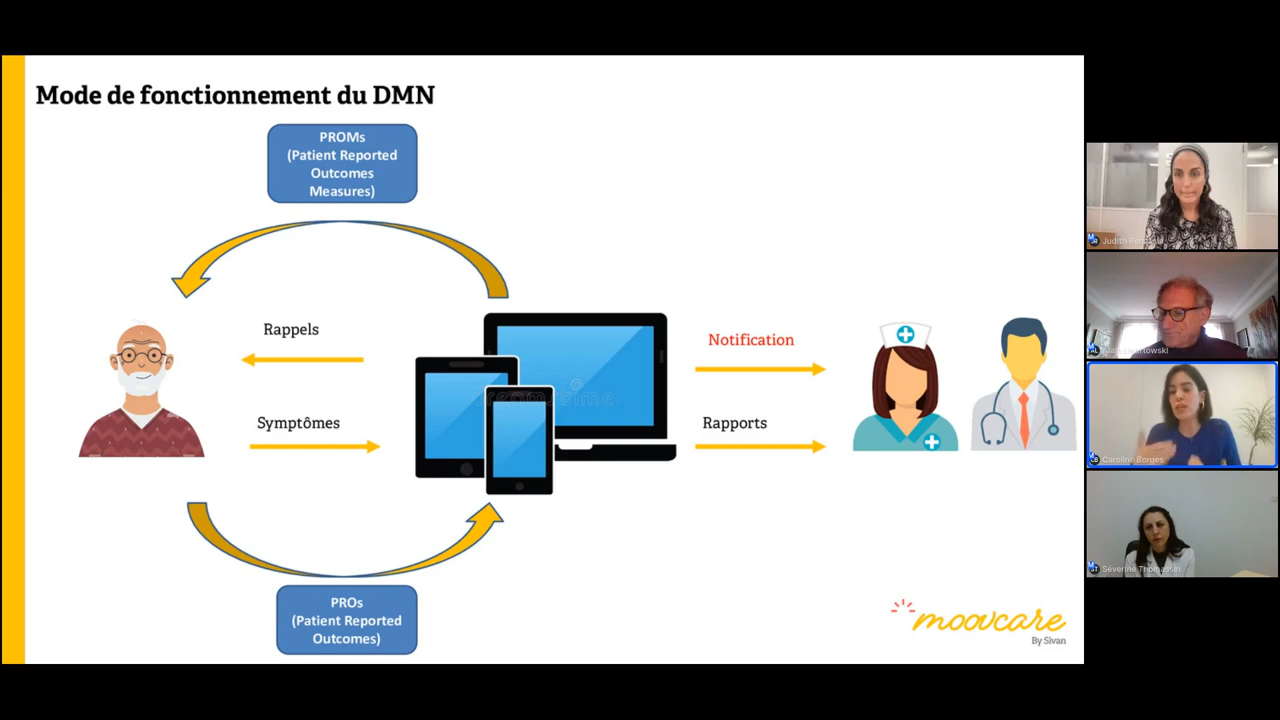 Mode de fonctionnement du DMN
PROMs
(Patient Reported
Outcomes
Measures)
Rappels
Symptômes
Notification
Rapports
PROs
(Patient Reported
Outcomes)
moovcare
By Sivan
Judith
Caroline Borges
Séverine Thomassin